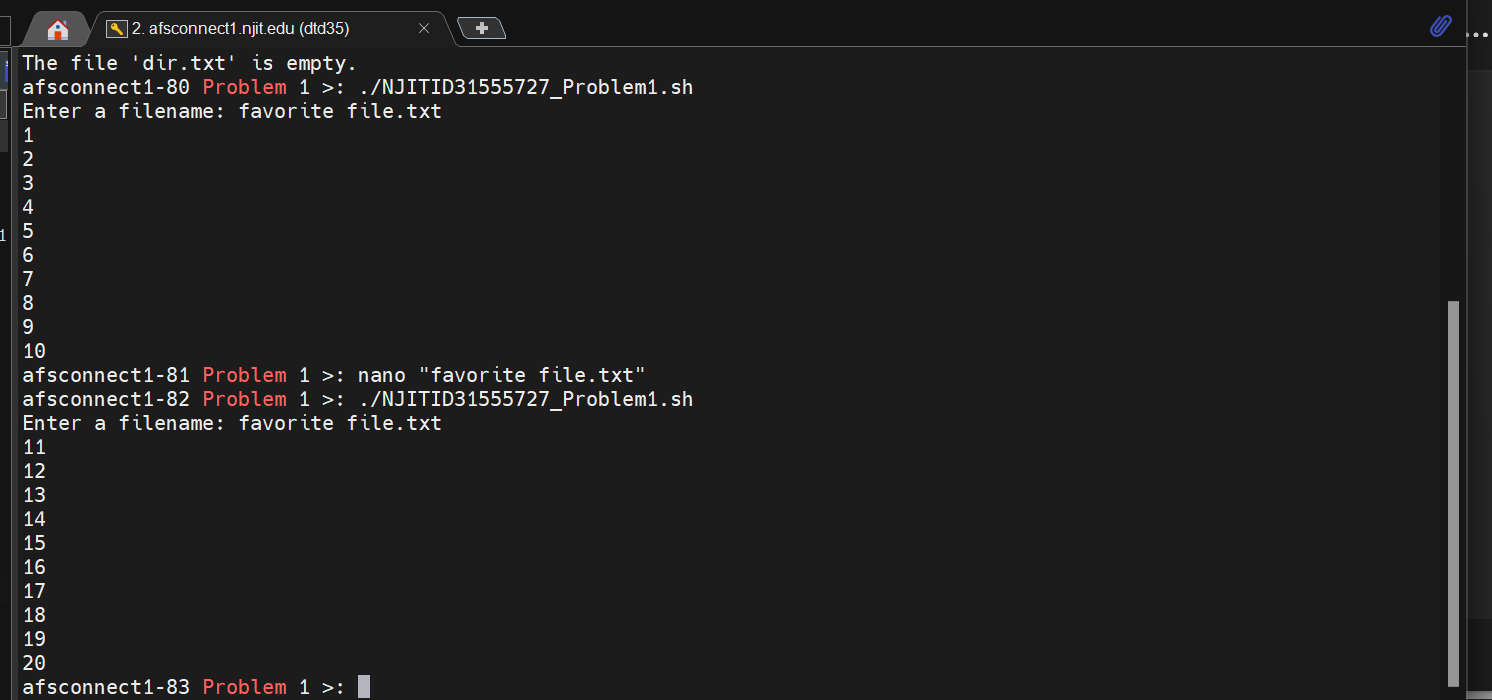 2. afsconnect1.njit.edu (dtd35)
The file 'dir.txt' is empty.
afsconnect1-80 Problem 1 >: ./NJITID31555727_Problem1.sh
Enter a filename: favorite file.txt
1
2
3
4
5
6
7
8
9
10
afsconnect1-81 Problem 1 >: nano "favorite file.txt"
afsconnect1-82 Problem 1 >: ./NJITID31555727_Problem1.sh
Enter a filename: favorite file.txt
11
12
13
14
15
16
17
18
19
20
afsconnect1-83 Problem 1 >: